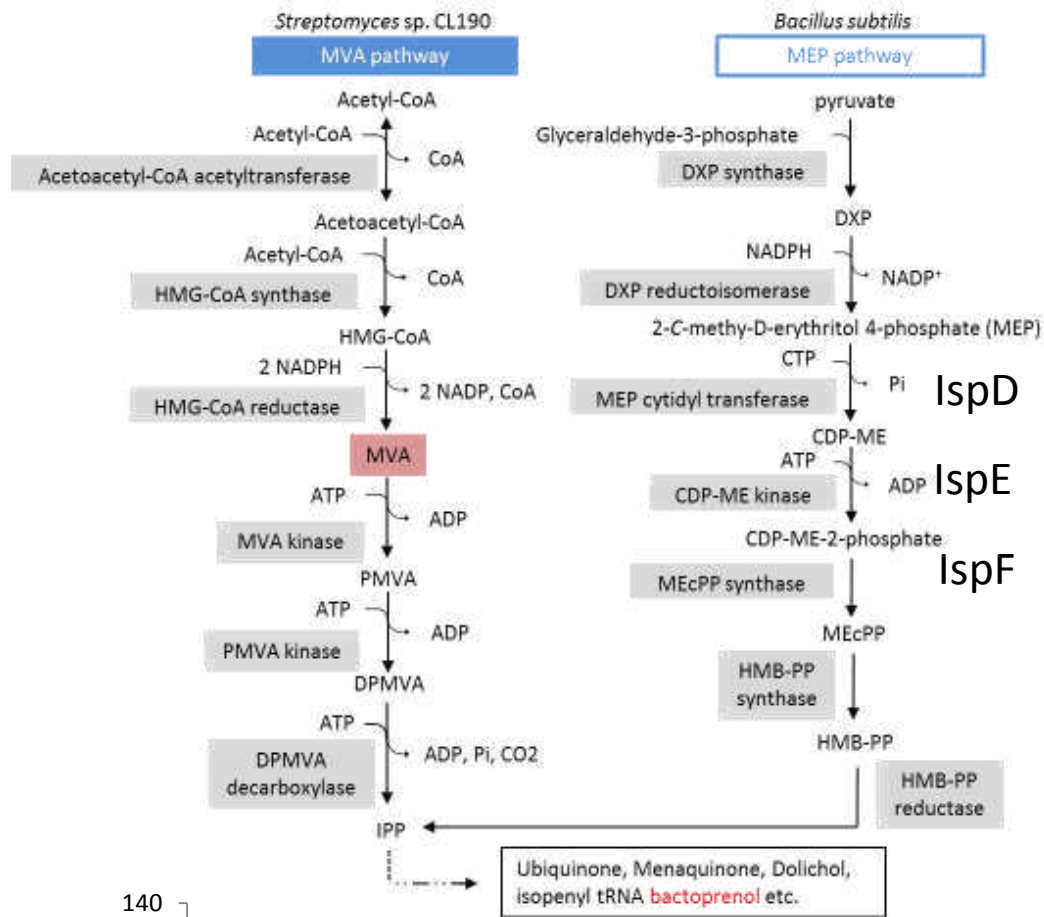 Streptomyces sp. CL190
MVA pathway
Acetyl-CoA
Acetyl-CoA
CoA
Acetoacetyl-CoA acetyltransferase
Acetoacetyl-CoA
Acetyl-CoA
CoA
HMG-CoA synthase
HMG-CoA
2 NADPH
2 NADP, CoA
HMG-CoA reductase
MVA
ATP
ADP
MVA kinase
PMVA
ATP
ADP
PMVA kinase
DPMVA
ATP
ADP, Pi, CO2
DPMVA
decarboxylase
IPP
Bacillus subtilis
MEP pathway
pyruvate
Glyceraldehyde-3-phosphate
DXP synthase
DXP
NADPH
NADP⁺
DXP reductoisomerase
2-C-methy-D-erythritol 4-phosphate (MEP)
CTP
Pi
IspD
MEP cytidyl transferase
CDP-ME
ATP
ADP
IspE
CDP-ME kinase
CDP-ME-2-phosphate
IspF
MEcPP synthase
MEcPP
HMB-PP
synthase
HMB-PP
HMB-PP
reductase
Ubiquinone, Menaquinone, Dolichol,
isopenyl tRNA bactoprenol etc.
140